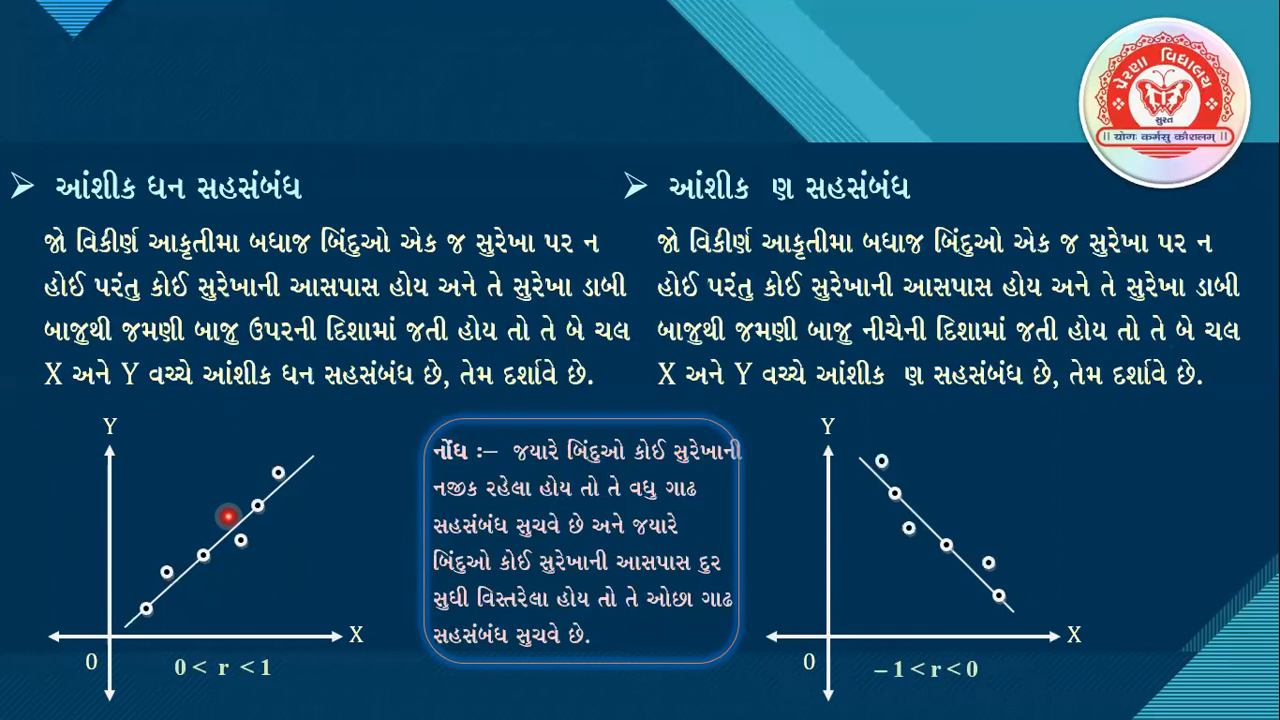 પ્રેરણા વિદ્યાલય
સુરત
|| યોગઃ કર્મસુ કૌશલમ્ ||
➢ આંશીક ધન સહસંબંધ
જો વિકીર્ણ આકૃતીમા બધાજ બિંદુઓ એક જ સુરેખા પર ન
હોઈ પરંતુ કોઈ સુરેખાની આસપાસ હોય અને તે સુરેખા ડાબી
બાજુથી જમણી બાજુ ઉપરની દિશામાં જતી હોય તો તે બે ચલ
X અને Y વચ્ચે આંશીક ધન સહસંબંધ છે, તેમ દર્શાવે છે.
➢ આંશીક ણ સહસંબંધ
જો વિકીર્ણ આકૃતીમા બધાજ બિંદુઓ એક જ સુરેખા પર ન
હોઈ પરંતુ કોઈ સુરેખાની આસપાસ હોય અને તે સુરેખા ડાબી
બાજુથી જમણી બાજુ નીચેની દિશામાં જતી હોય તો તે બે ચલ
X અને Y વચ્ચે આંશીક ણ સહસંબંધ છે, તેમ દર્શાવે છે.
Y
X
0
0 < r < 1
નોંધ :– જયારે બિંદુઓ કોઈ સુરેખાની
નજીક રહેલા હોય તો તે વધુ ગાઢ
સહસંબંધ સુચવે છે અને જયારે
બિંદુઓ કોઈ સુરેખાની આસપાસ દુર
સુધી વિસ્તરેલા હોય તો તે ઓછા ગાઢ
સહસંબંધ સુચવે છે.
Y
X
0
– 1 < r < 0